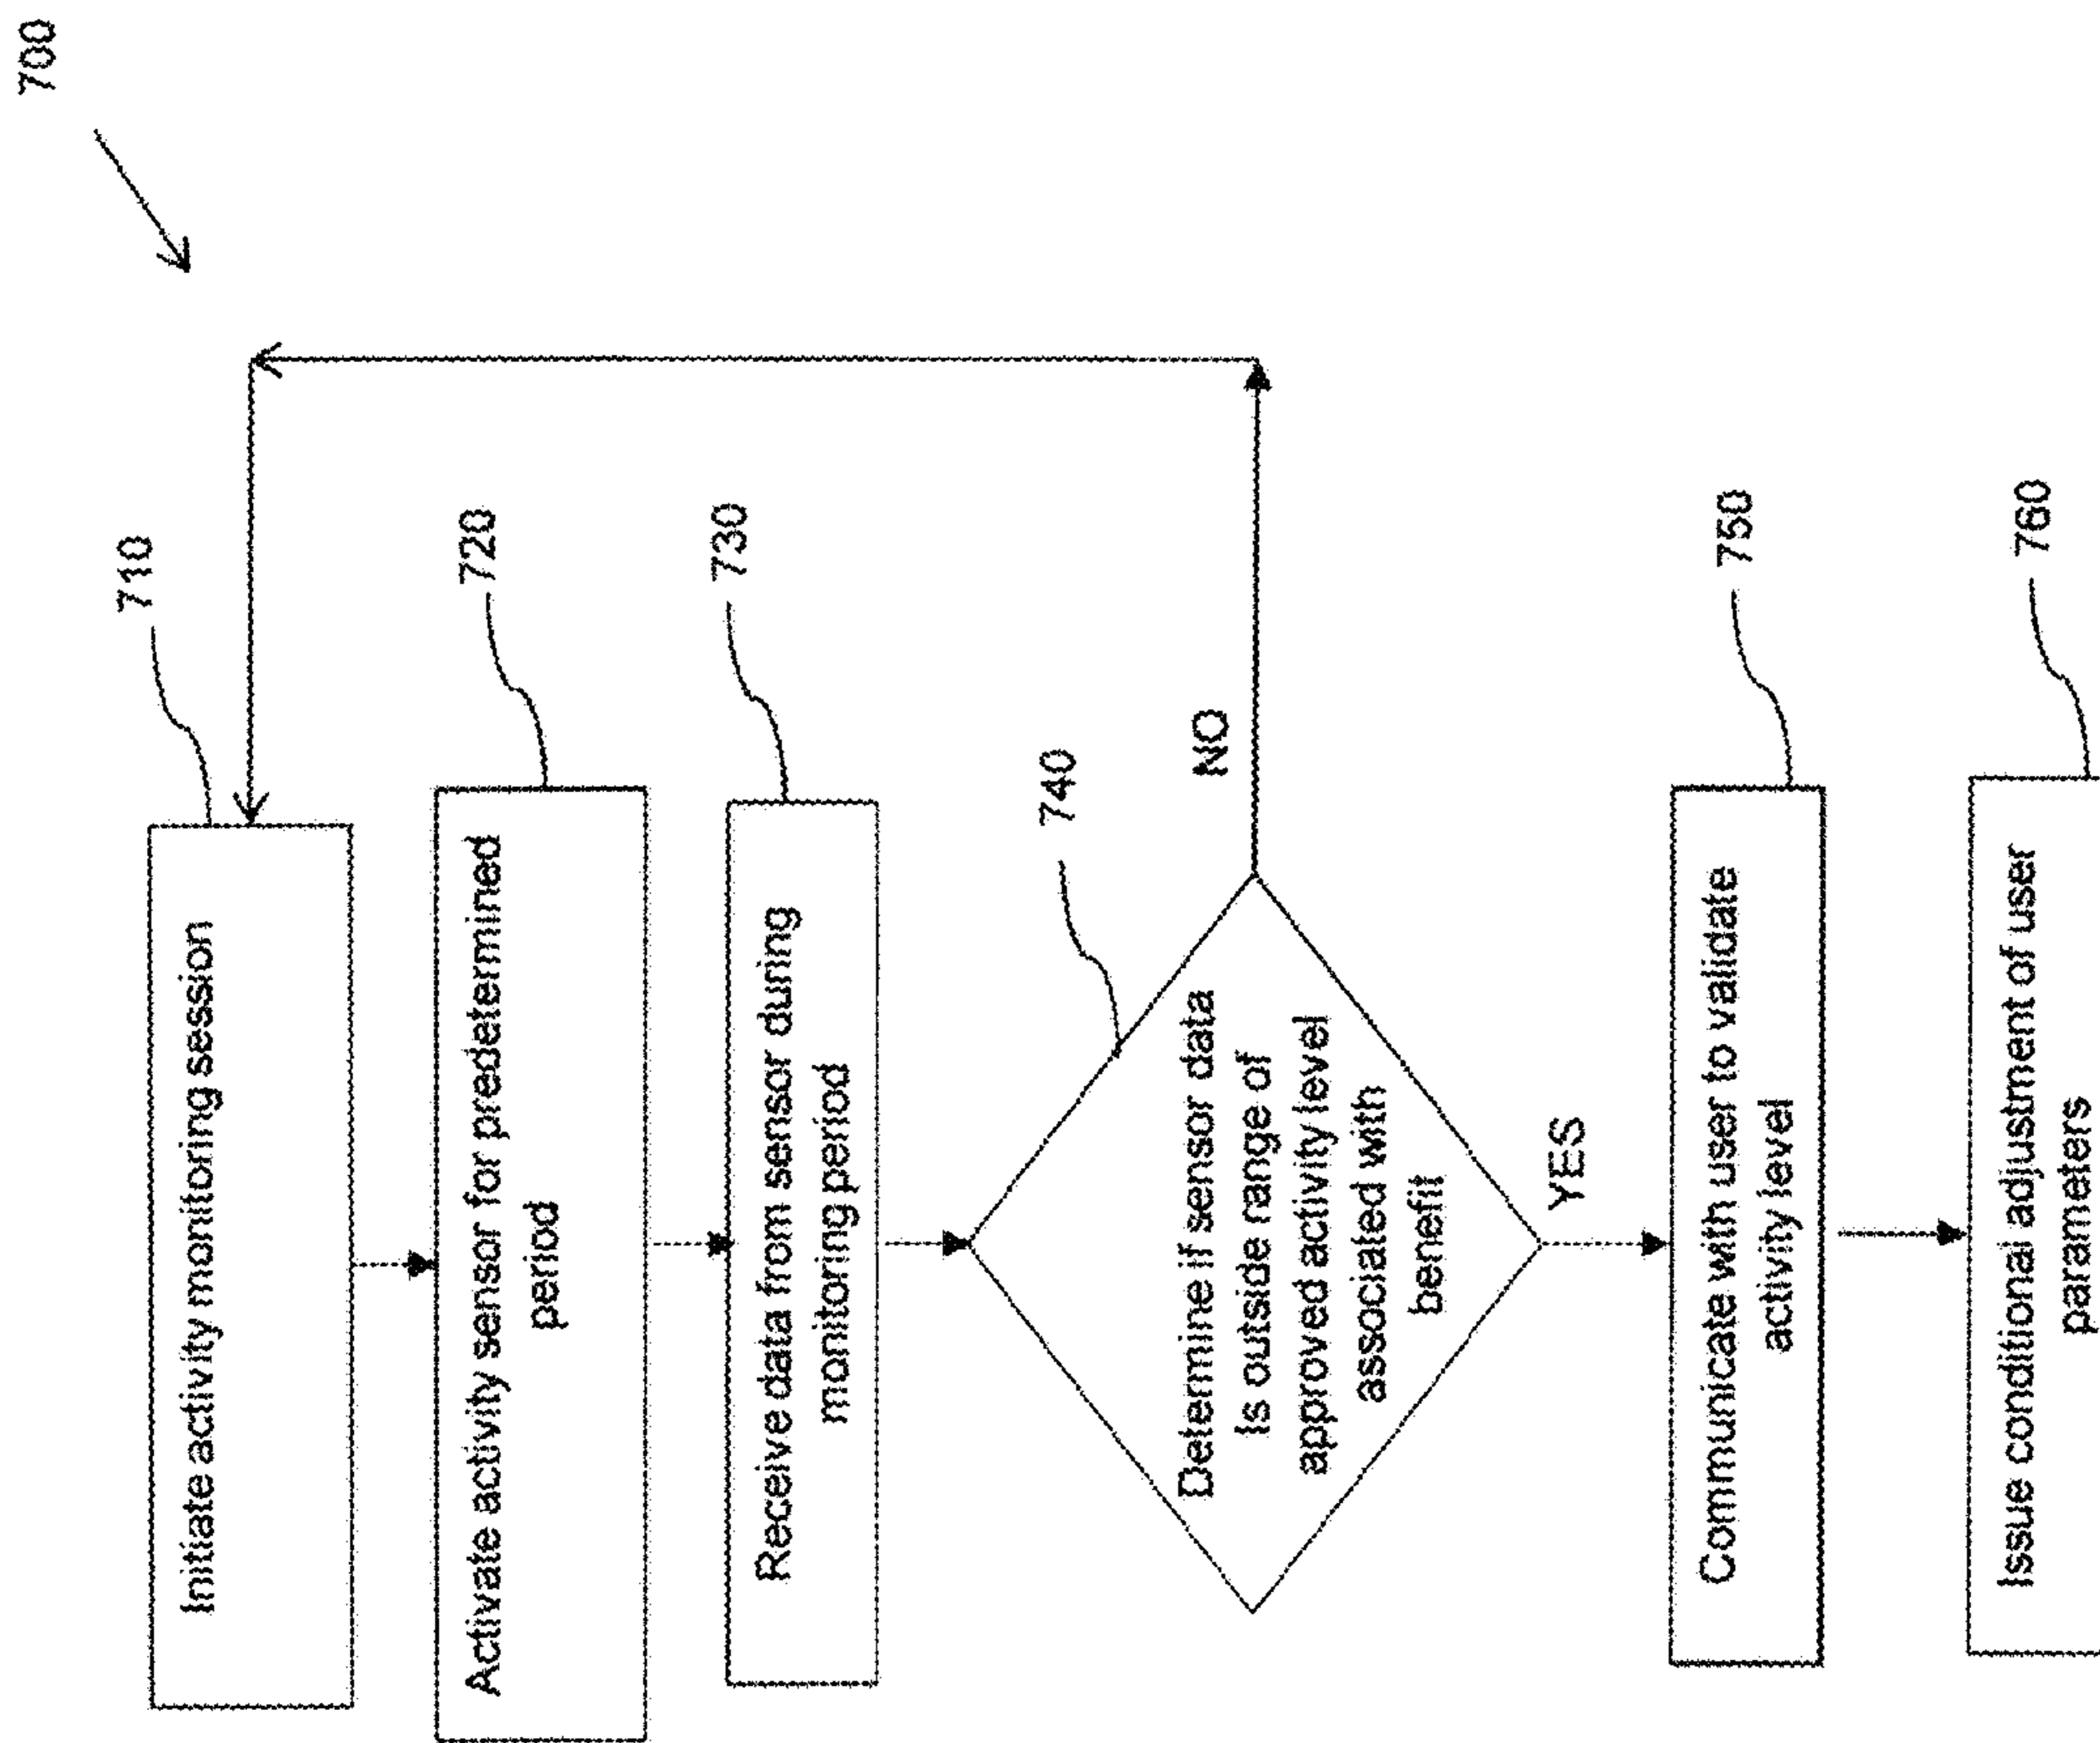 700
710
Initiate activity monitoring session
720
Activate activity sensor for predetermined
period
730
Receive data from sensor during
monitoring period
740
Determine if sensor data
Is outside range of
approved activity level
associated with
benefit
NO
YES
750
Communicate with user to validate
activity level
760
Issue conditional adjustment of user
parameters